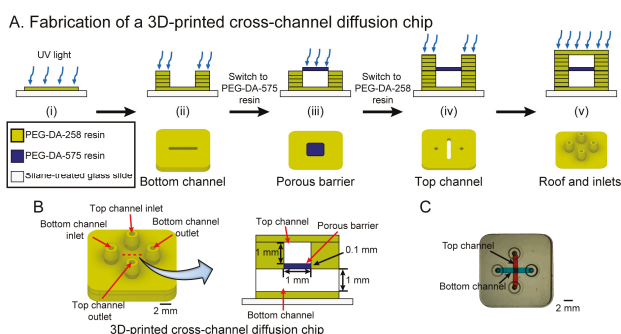 A. Fabrication of a 3D-printed cross-channel diffusion chip
UV light
Switch to
PEG-DA-575
resin
Switch to
PEG-DA-258
resin
(i)
(ii)
(iii)
(iv)
(v)
PEG-DA-258 resin
PEG-DA-575 resin
Silane-treated glass slide
Bottom channel
Porous barrier
Top channel
Roof and inlets
B
Top channel inlet
Bottom channel
inlet
Bottom channel
outlet
Top channel
outlet
2 mm
Top channel
Porous barrier
1 mm
0.1 mm
1 mm
1 mm
Bottom channel
3D-printed cross-channel diffusion chip
C
Top channel
Bottom channel
2 mm